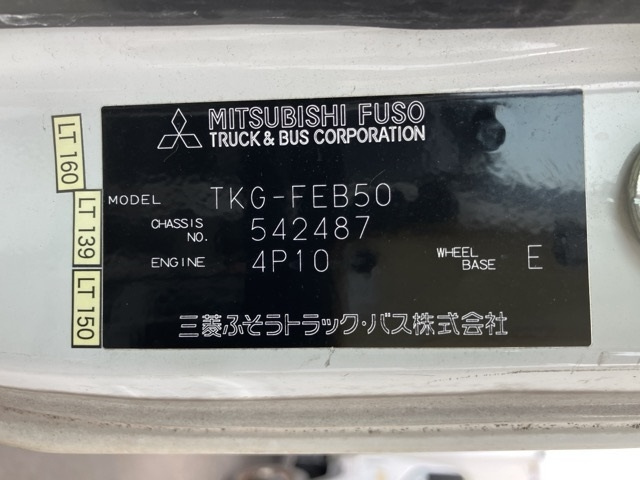 MITSUBISHI FUSO
TRUCK & BUS CORPORATION
MODEL TKG-FEB50
CHASSIS NO. 542487
ENGINE 4P10 WHEEL BASE E
三菱ふそうトラック・バス株式会社
LT 160
LT 139
LT 150